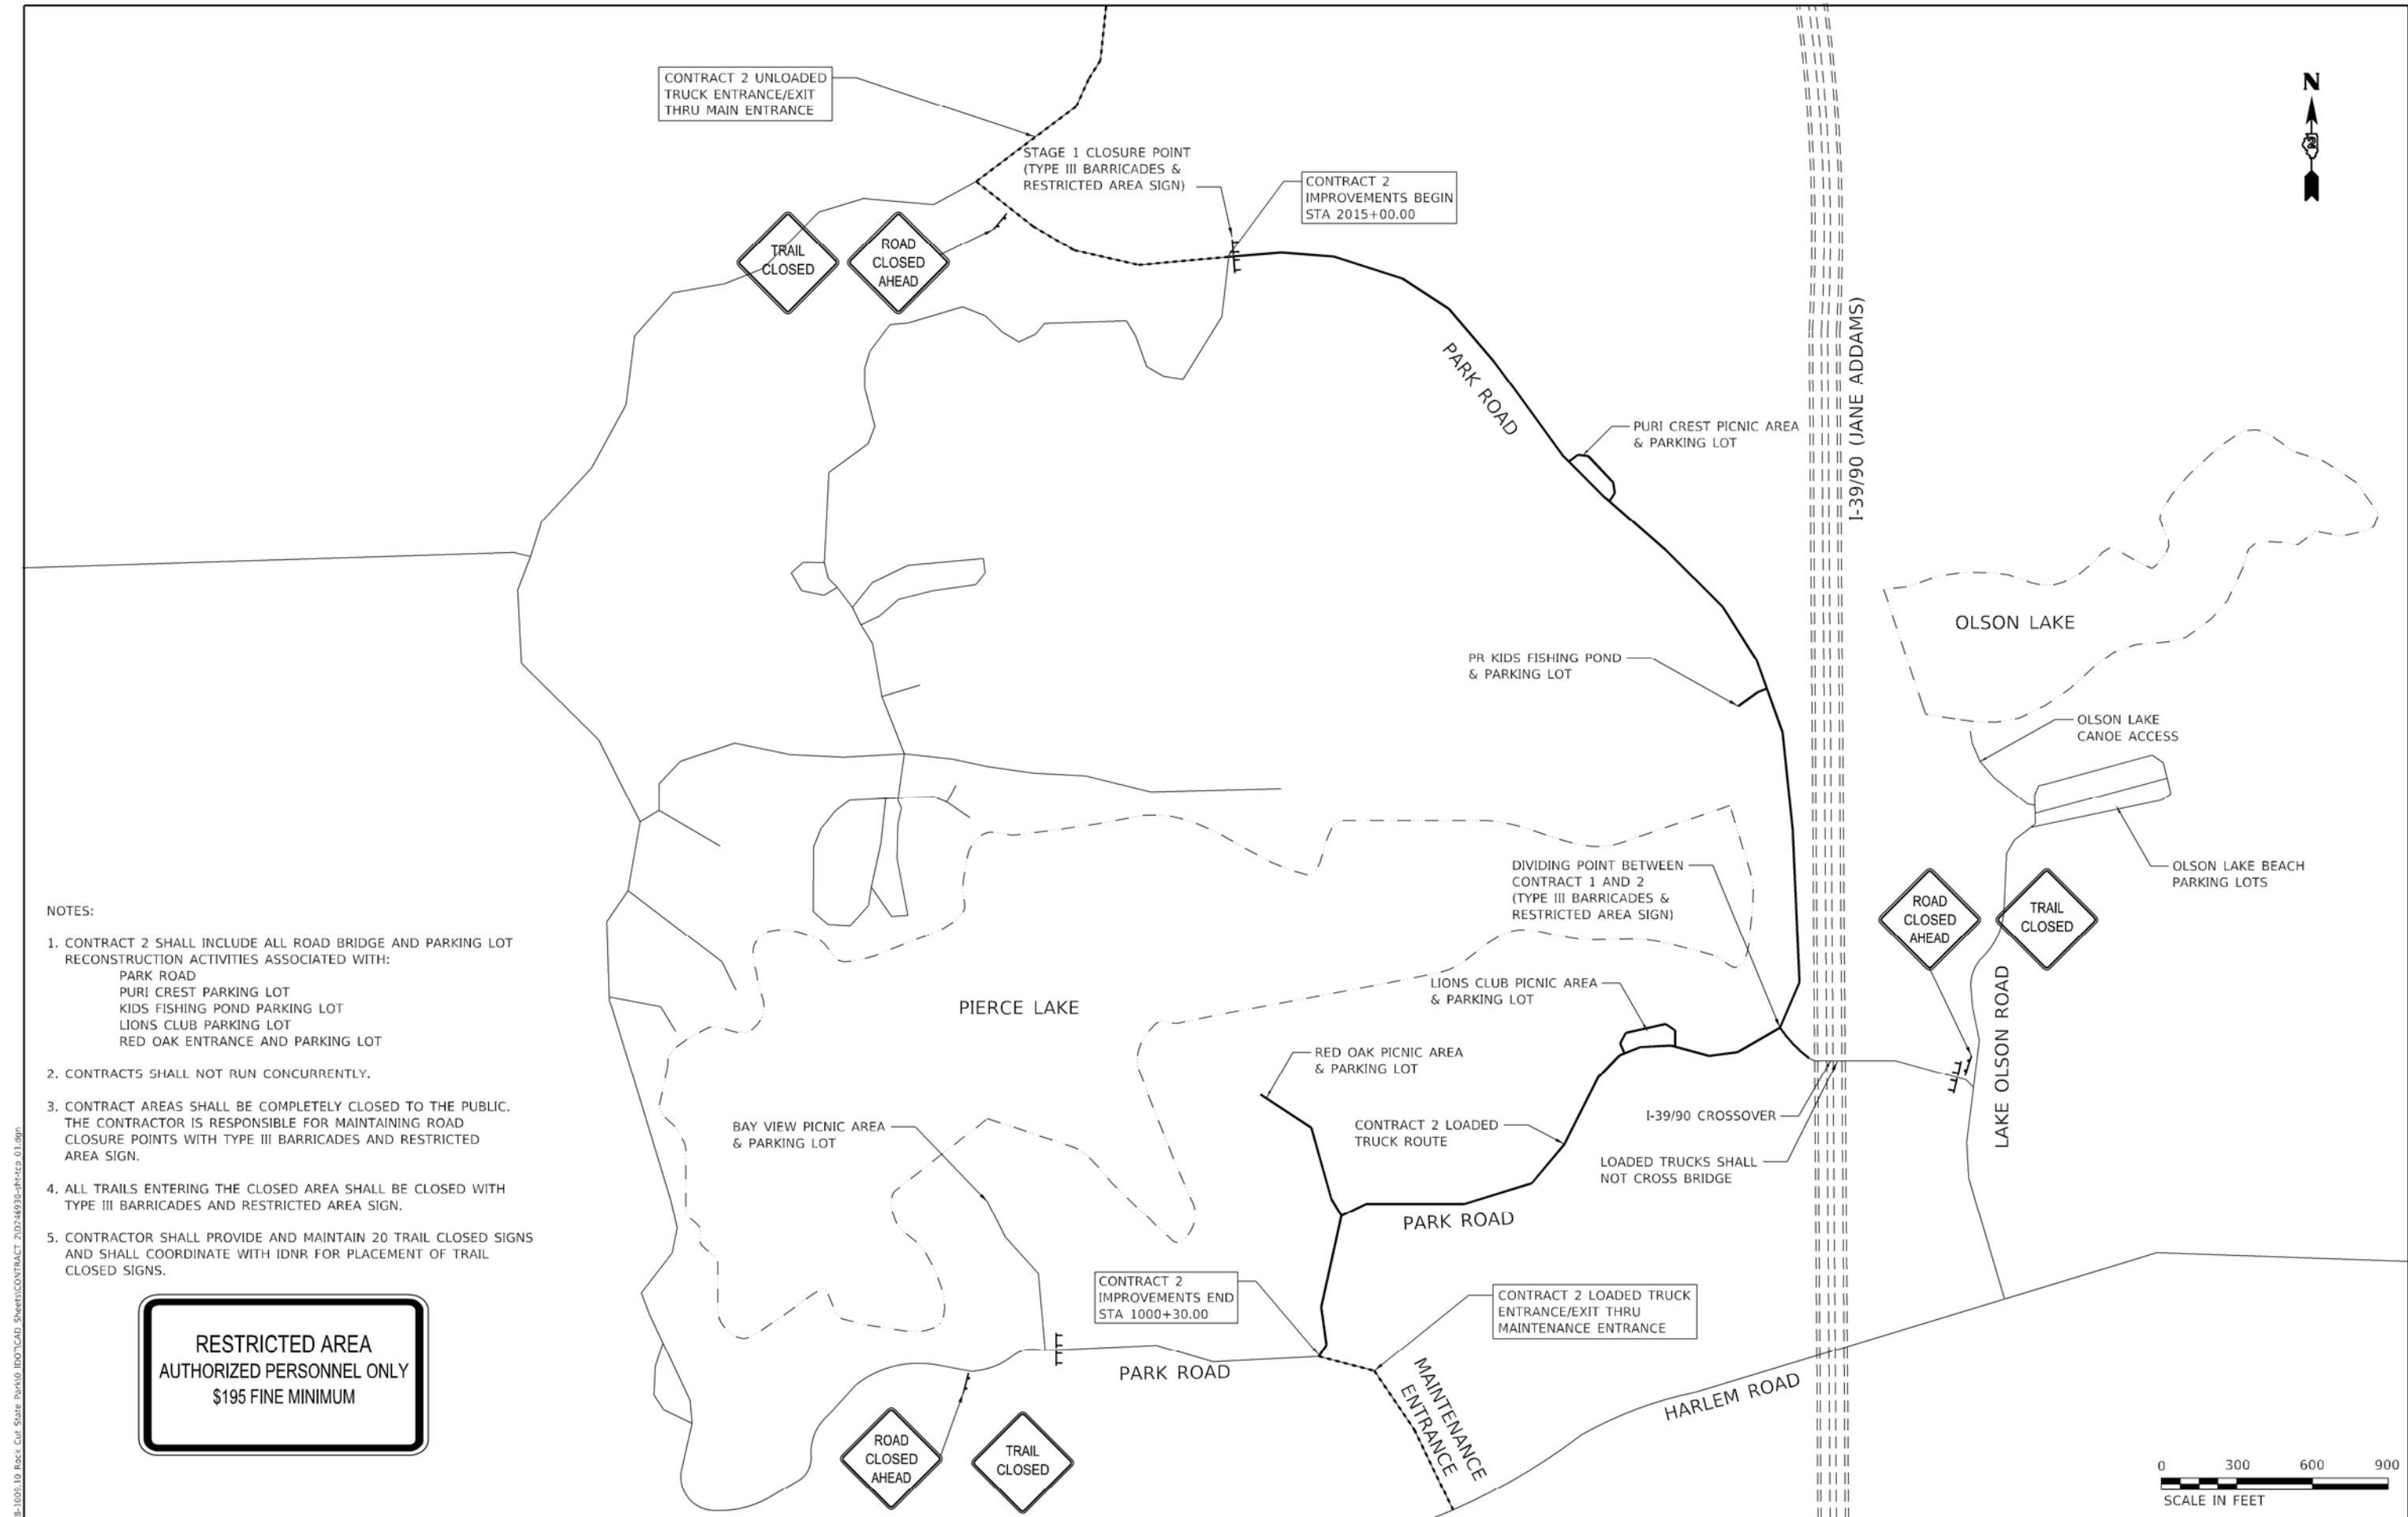 CONTRACT 2 UNLOADED
TRUCK ENTRANCE/EXIT
THRU MAIN ENTRANCE
N
STAGE 1 CLOSURE POINT
(TYPE III BARRICADES &
RESTRICTED AREA SIGN)
CONTRACT 2
IMPROVEMENTS BEGIN
STA 2015+00.00
TRAIL
CLOSED
ROAD
CLOSED
AHEAD
PARK ROAD
I-39/90 (JANE ADDAMS)
PURI CREST PICNIC AREA
& PARKING LOT
OLSON LAKE
PR KIDS FISHING POND
& PARKING LOT
OLSON LAKE
CANOE ACCESS
OLSON LAKE BEACH
PARKING LOTS
DIVIDING POINT BETWEEN
CONTRACT 1 AND 2
(TYPE III BARRICADES &
RESTRICTED AREA SIGN)
ROAD
CLOSED
AHEAD
TRAIL
CLOSED
LAKE OLSON ROAD
PIERCE LAKE
LIONS CLUB PICNIC AREA
& PARKING LOT
RED OAK PICNIC AREA
& PARKING LOT
BAY VIEW PICNIC AREA
& PARKING LOT
CONTRACT 2 LOADED
TRUCK ROUTE
I-39/90 CROSSOVER
LOADED TRUCKS SHALL
NOT CROSS BRIDGE
PARK ROAD
CONTRACT 2
IMPROVEMENTS END
STA 1000+30.00
CONTRACT 2 LOADED TRUCK
ENTRANCE/EXIT THRU
MAINTENANCE ENTRANCE
PARK ROAD
MAINTENANCE
ENTRANCE
HARLEM ROAD
ROAD
CLOSED
AHEAD
TRAIL
CLOSED
NOTES:
1. CONTRACT 2 SHALL INCLUDE ALL ROAD BRIDGE AND PARKING LOT
RECONSTRUCTION ACTIVITIES ASSOCIATED WITH:
PARK ROAD
PURI CREST PARKING LOT
KIDS FISHING POND PARKING LOT
LIONS CLUB PARKING LOT
RED OAK ENTRANCE AND PARKING LOT
2. CONTRACTS SHALL NOT RUN CONCURRENTLY.
3. CONTRACT AREAS SHALL BE COMPLETELY CLOSED TO THE PUBLIC.
THE CONTRACTOR IS RESPONSIBLE FOR MAINTAINING ROAD
CLOSURE POINTS WITH TYPE III BARRICADES AND RESTRICTED
AREA SIGN.
4. ALL TRAILS ENTERING THE CLOSED AREA SHALL BE CLOSED WITH
TYPE III BARRICADES AND RESTRICTED AREA SIGN.
5. CONTRACTOR SHALL PROVIDE AND MAINTAIN 20 TRAIL CLOSED SIGNS
AND SHALL COORDINATE WITH IDNR FOR PLACEMENT OF TRAIL
CLOSED SIGNS.
RESTRICTED AREA
AUTHORIZED PERSONNEL ONLY
$195 FINE MINIMUM
0 300 600 900
SCALE IN FEET